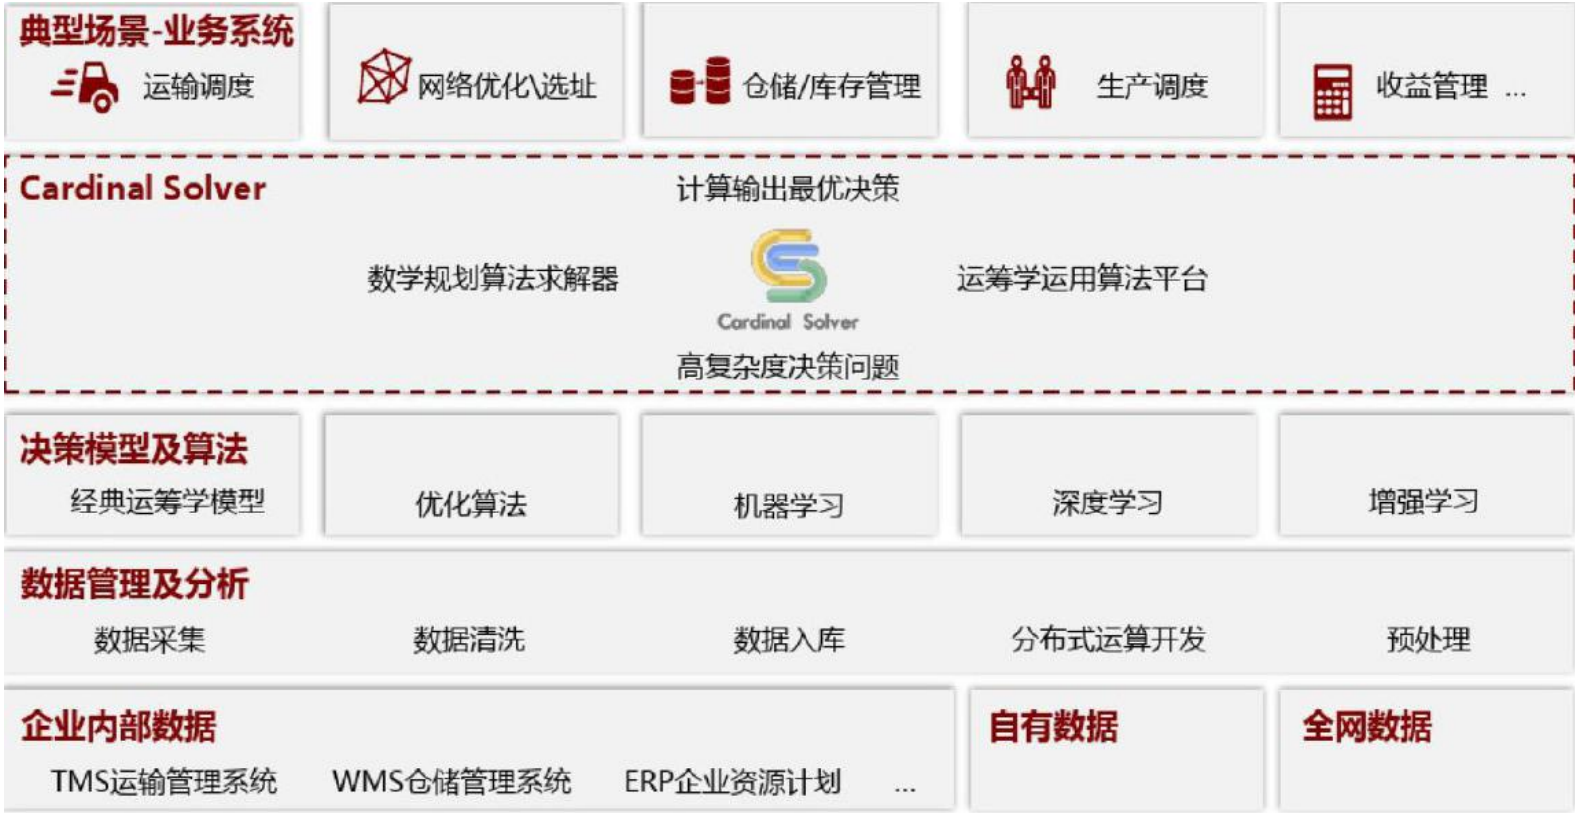 典型场景-业务系统
运输调度
网络优化\选址
仓储/库存管理
生产调度
收益管理 ...
Cardinal Solver
计算输出最优决策
数学规划算法求解器
运筹学运用算法平台
Cardinal Solver
高复杂度决策问题
决策模型及算法
经典运筹学模型
优化算法
机器学习
深度学习
增强学习
数据管理及分析
数据采集
数据清洗
数据入库
分布式运算开发
预处理
企业内部数据
TMS运输管理系统
WMS仓储管理系统
ERP企业资源计划
...
自有数据
全网数据